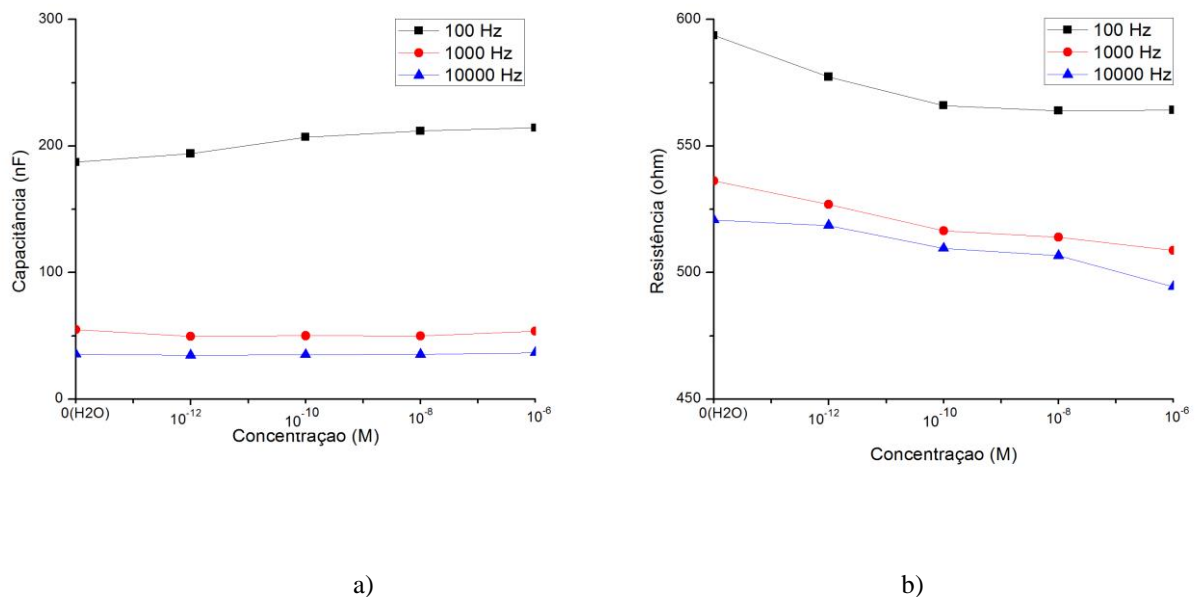 300
200
100
0
Capacitância (nF)
100 Hz
1000 Hz
10000 Hz
0(H2O)
10⁻¹²
10⁻¹⁰
10⁻⁸
10⁻⁶
Concentraçao (M)
a)
600
550
500
450
Resistência (ohm)
100 Hz
1000 Hz
10000 Hz
0(H2O)
10⁻¹²
10⁻¹⁰
10⁻⁸
10⁻⁶
Concentraçao (M)
b)